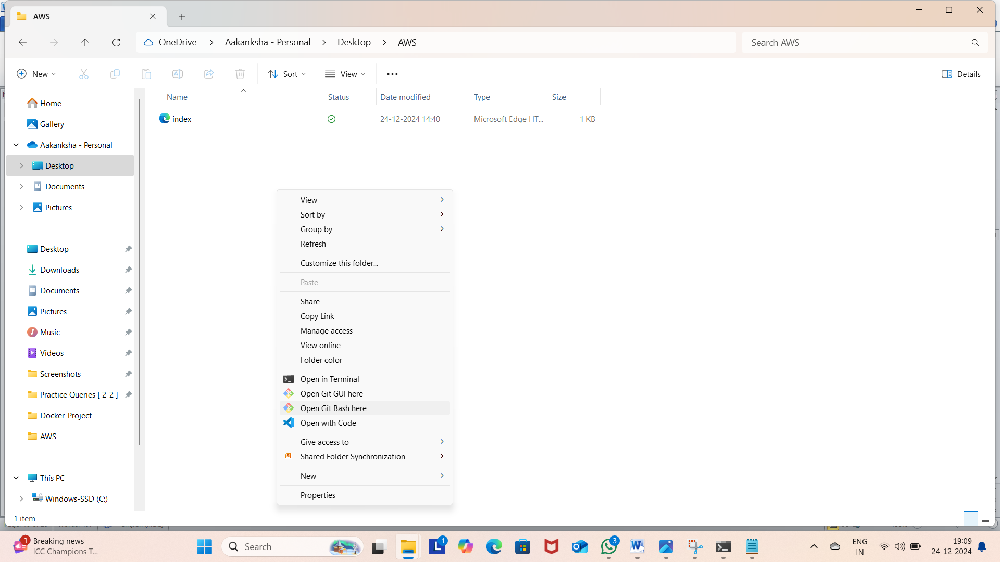 AWS
OneDrive > Aakanksha - Personal > Desktop > AWS
Search AWS
New
Sort
View
Details
Name Status Date modified Type Size
index 24-12-2024 14:40 Microsoft Edge HT... 1 KB
Home
Gallery
Aakanksha - Personal
Desktop
Documents
Pictures
Desktop
Downloads
Documents
Pictures
Music
Videos
Screenshots
Practice Queries [ 2-2 ]
Docker-Project
AWS
This PC
Windows-SSD (C:)
1 item
View
Sort by
Group by
Refresh
Customize this folder...
Paste
Share
Copy Link
Manage access
View online
Folder color
Open in Terminal
Open Git GUI here
Open Git Bash here
Open with Code
Give access to
Shared Folder Synchronization
New
Properties
1
Breaking news
ICC Champions T...
Search
L 1
3
ENG
IN
19:09
24-12-2024